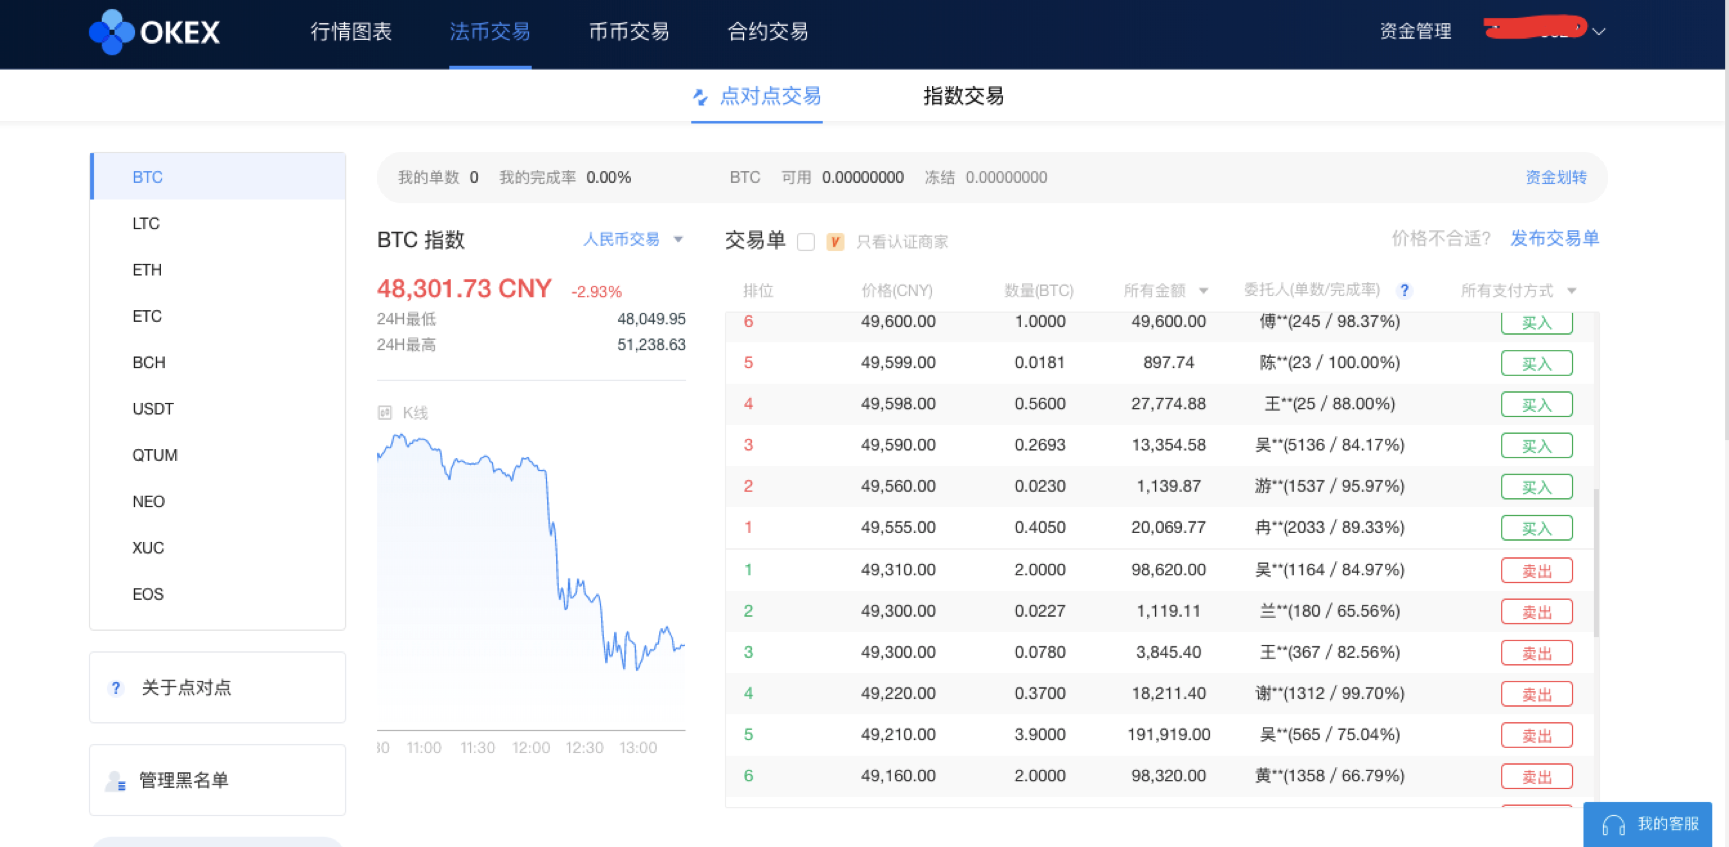 OKEX 行情图表 法币交易 币币交易 合约交易 资金管理
点对点交易 指数交易
BTC
LTC
ETH
ETC
BCH
USDT
QTUM
NEO
XUC
EOS
? 关于点对点
管理黑名单
我的单数 0 我的完成率 0.00% BTC 可用 0.00000000 冻结 0.00000000 资金划转
BTC 指数 人民币交易
48,301.73 CNY -2.93%
24H最低 48,049.95
24H最高 51,238.63
K线
30 11:00 11:30 12:00 12:30 13:00
交易单 V 只看认证商家 价格不合适? 发布交易单
排位 价格(CNY) 数量(BTC) 所有金额 委托人(单数/完成率) ? 所有支付方式
6 49,600.00 1.0000 49,600.00 傅**(245 / 98.37%) 买入
5 49,599.00 0.0181 897.74 陈**(23 / 100.00%) 买入
4 49,598.00 0.5600 27,774.88 王**(25 / 88.00%) 买入
3 49,590.00 0.2693 13,354.58 吴**(5136 / 84.17%) 买入
2 49,560.00 0.0230 1,139.87 游**(1537 / 95.97%) 买入
1 49,555.00 0.4050 20,069.77 冉**(2033 / 89.33%) 买入
1 49,310.00 2.0000 98,620.00 吴**(1164 / 84.97%) 卖出
2 49,300.00 0.0227 1,119.11 兰**(180 / 65.56%) 卖出
3 49,300.00 0.0780 3,845.40 王**(367 / 82.56%) 卖出
4 49,220.00 0.3700 18,211.40 谢**(1312 / 99.70%) 卖出
5 49,210.00 3.9000 191,919.00 吴**(565 / 75.04%) 卖出
6 49,160.00 2.0000 98,320.00 黄**(1358 / 66.79%) 卖出
我的客服